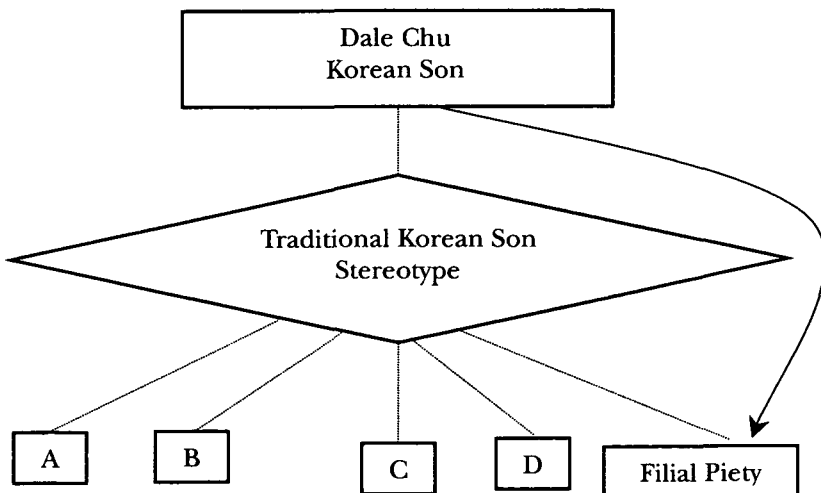 Dale Chu
Korean Son
Traditional Korean Son
Stereotype
A
B
C
D
Filial Piety